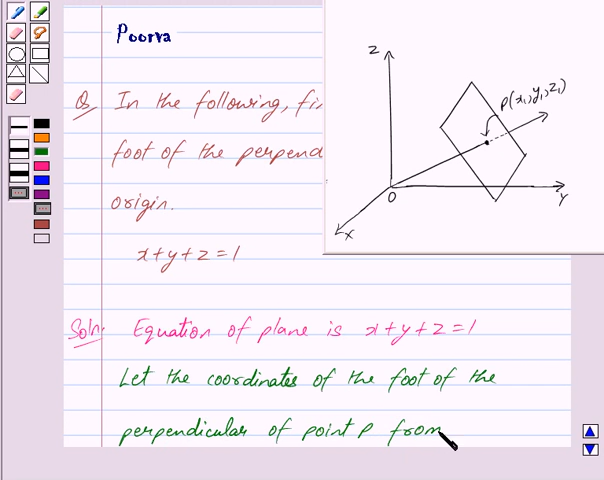 Poorva
Q In the following, fi
foot of the perpend
origin.
x+y+z=1
Soln: Equation of plane is x+y+z=1
Let the coordinates of the foot of the
perpendicular of point P from
Z
P(x₁,y₁,z₁)
O
Y
X